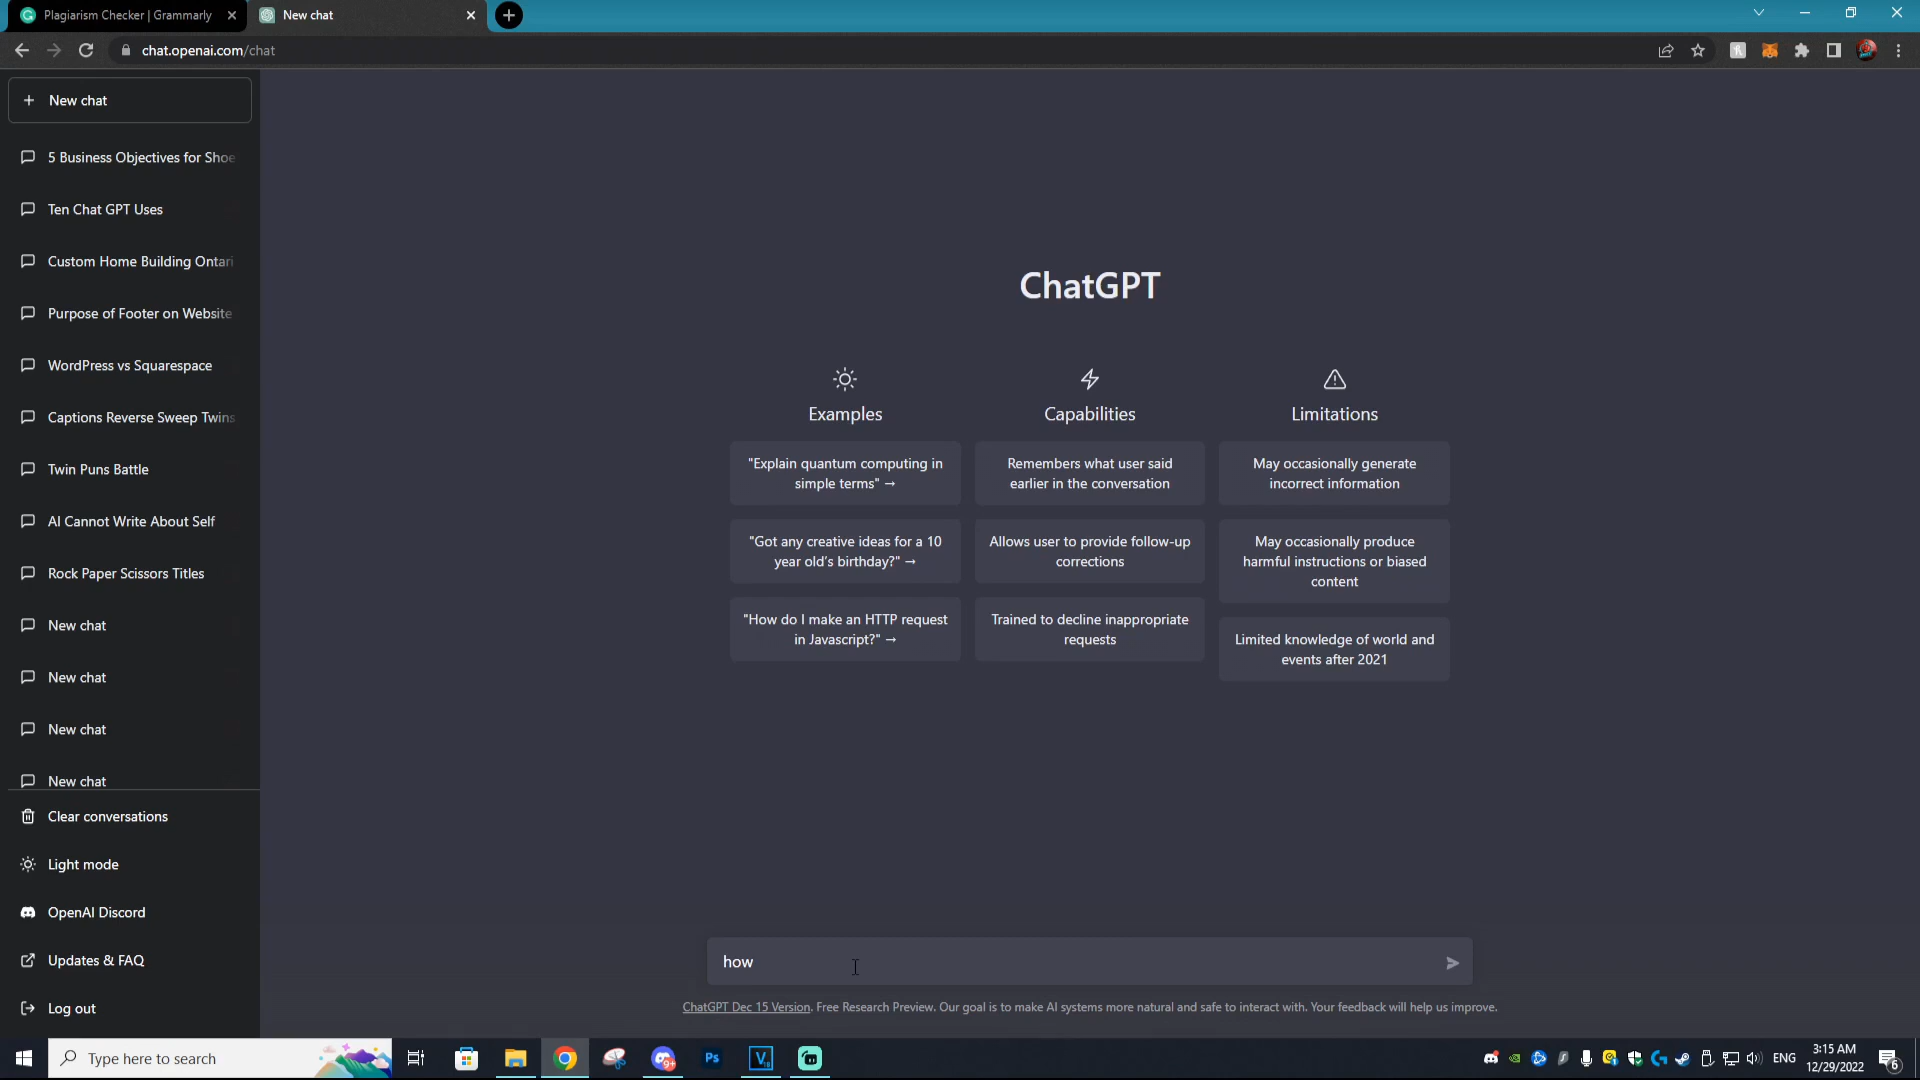 Plagiarism Checker | Grammarly
New chat
chat.openai.com/chat
New chat
5 Business Objectives for Shoe
Ten Chat GPT Uses
Custom Home Building Ontari
Purpose of Footer on Website
WordPress vs Squarespace
Captions Reverse Sweep Twins
Twin Puns Battle
AI Cannot Write About Self
Rock Paper Scissors Titles
New chat
New chat
New chat
New chat
Clear conversations
Light mode
OpenAI Discord
Updates & FAQ
Log out
ChatGPT
Examples
"Explain quantum computing in
simple terms" →
"Got any creative ideas for a 10
year old's birthday?" →
"How do I make an HTTP request
in Javascript?" →
Capabilities
Remembers what user said
earlier in the conversation
Allows user to provide follow-up
corrections
Trained to decline inappropriate
requests
Limitations
May occasionally generate
incorrect information
May occasionally produce
harmful instructions or biased
content
Limited knowledge of world and
events after 2021
how
ChatGPT Dec 15 Version. Free Research Preview. Our goal is to make AI systems more natural and safe to interact with. Your feedback will help us improve.
Type here to search
9+
Ps
ENG
3:15 AM
12/29/2022
6